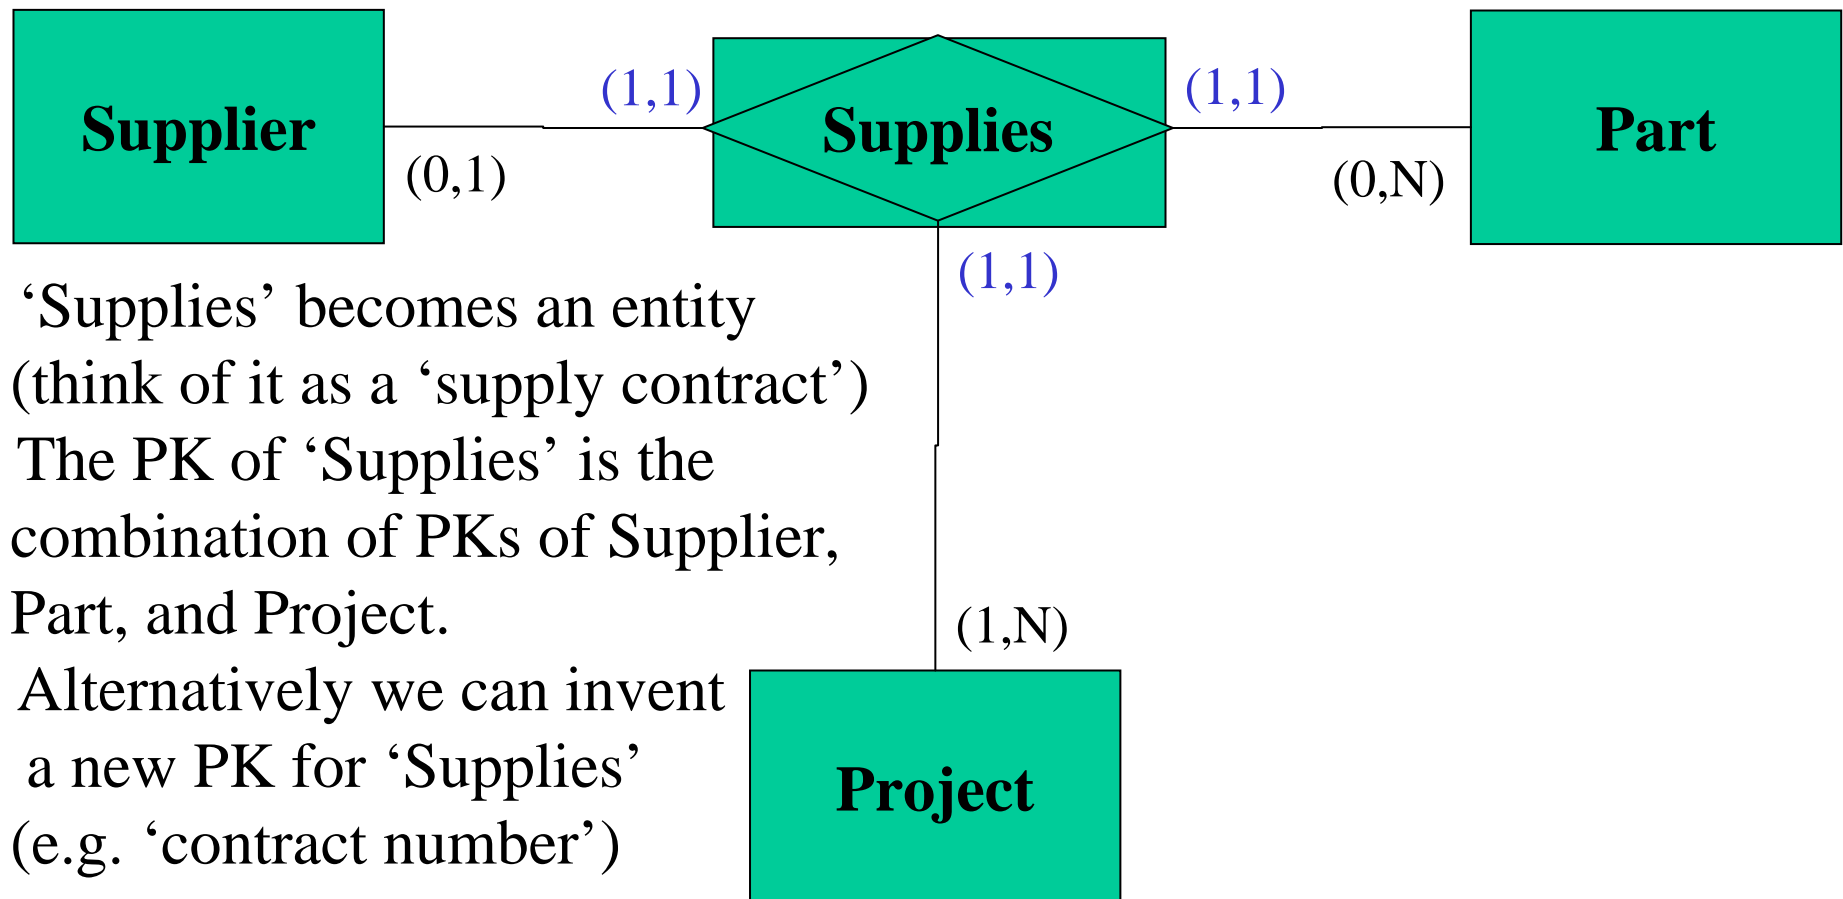 Supplier
(0,1)
(1,1)
Supplies
(1,1)
(0,N)
Part
(1,1)
‘Supplies’ becomes an entity
(think of it as a ‘supply contract’)
The PK of ‘Supplies’ is the
combination of PKs of Supplier,
Part, and Project.
Alternatively we can invent
a new PK for ‘Supplies’
(e.g. ‘contract number’)
(1,N)
Project